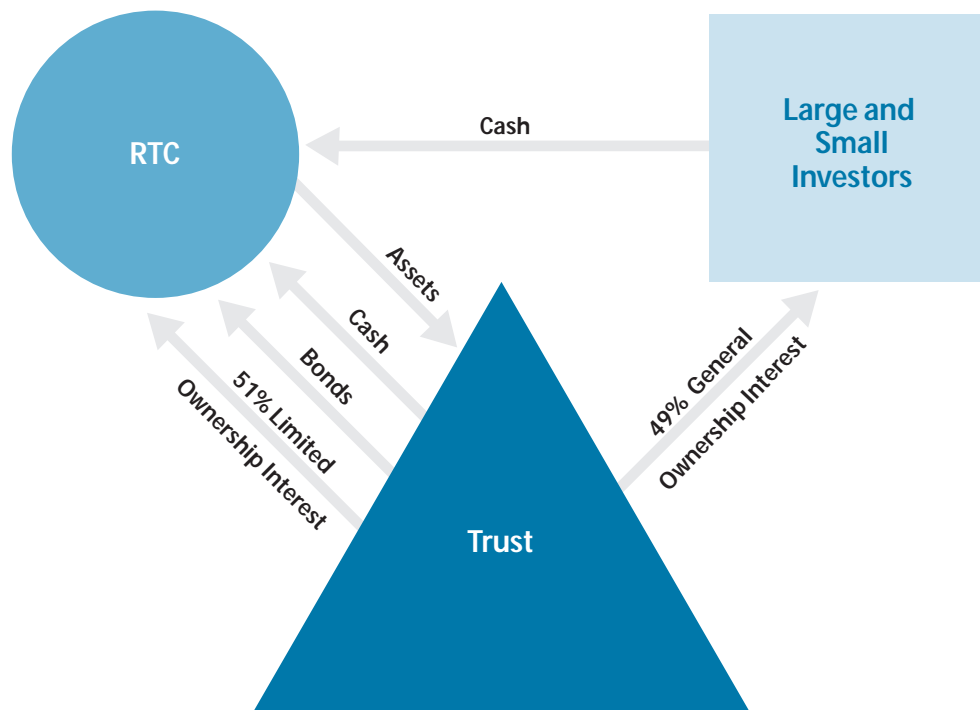 RTC
Cash
Large and
Small
Investors
Assets
Cash
Bonds
51% Limited
Ownership Interest
49% General
Ownership Interest
Trust